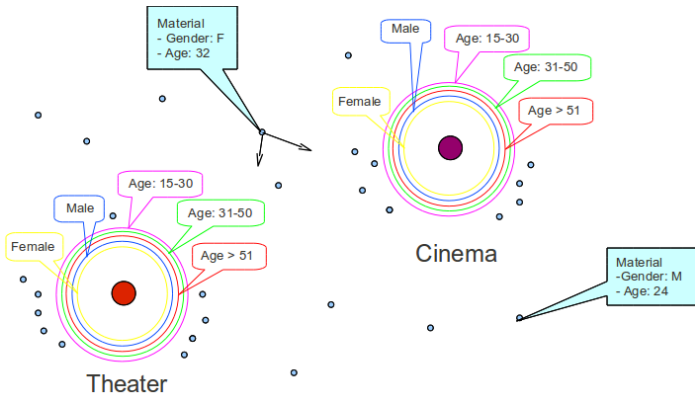 Material
- Gender: F
- Age: 32
Male
Age: 15-30
Age: 31-50
Female
Age > 51
Age: 15-30
Male
Age: 31-50
Female
Age > 51
Cinema
Material
-Gender: M
- Age: 24
Theater